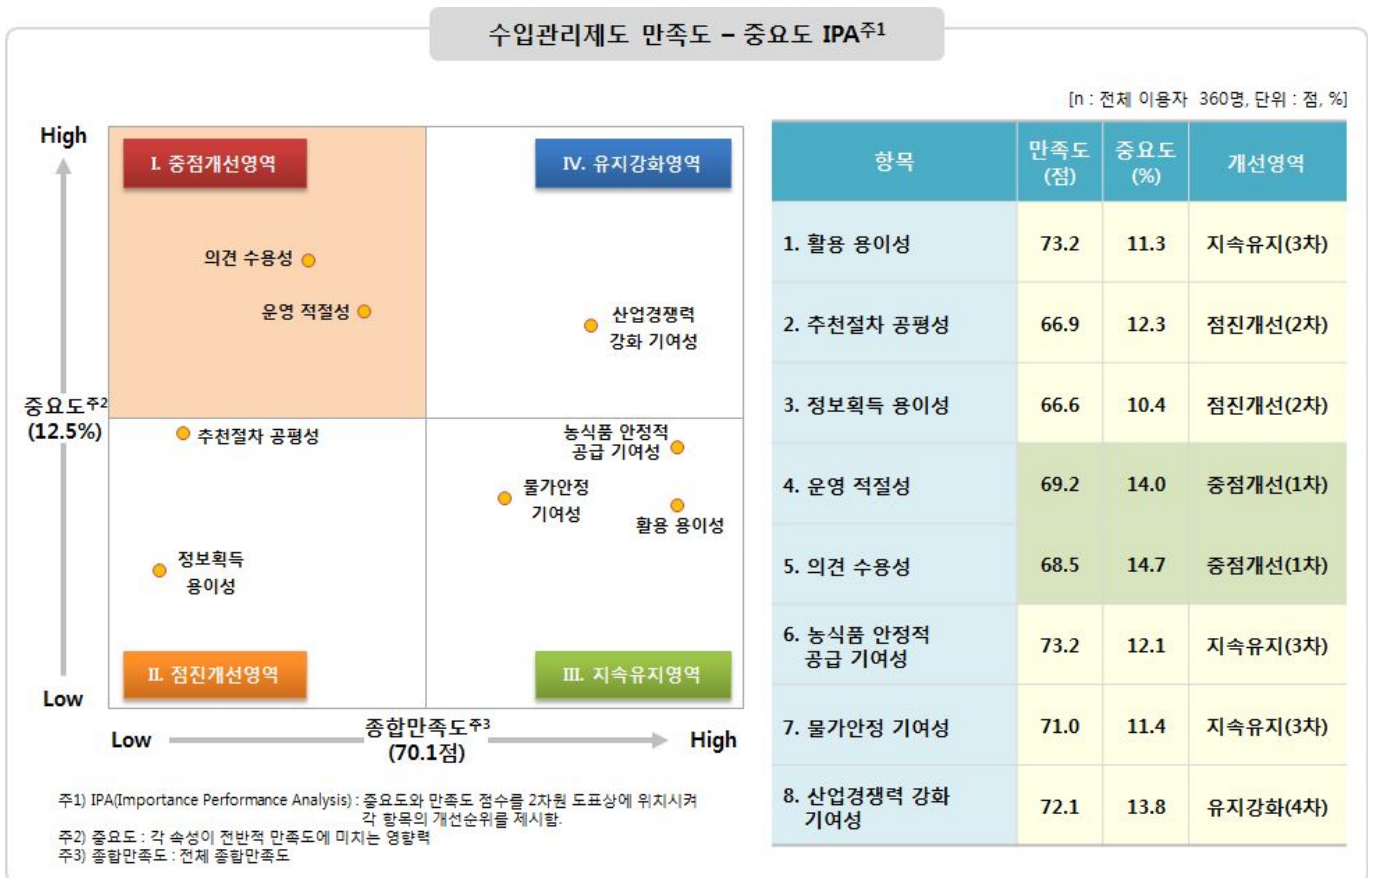 수입관리제도 만족도 – 중요도 IPA주1
[n : 전체 이용자 360명, 단위 : 점, %]
High
I. 중점개선영역
IV. 유지강화영역
의견 수용성
운영 적절성
산업경쟁력
강화 기여성
중요도주2
(12.5%)
추천절차 공평성
농식품 안정적
공급 기여성
물가안정
기여성
활용 용이성
정보획득
용이성
II. 점진개선영역
III. 지속유지영역
Low
Low
종합만족도주3
(70.1점)
High
항목 만족도 (점) 중요도 (%) 개선영역
1. 활용 용이성 73.2 11.3 지속유지(3차)
2. 추천절차 공평성 66.9 12.3 점진개선(2차)
3. 정보획득 용이성 66.6 10.4 점진개선(2차)
4. 운영 적절성 69.2 14.0 중점개선(1차)
5. 의견 수용성 68.5 14.7 중점개선(1차)
6. 농식품 안정적
공급 기여성 73.2 12.1 지속유지(3차)
7. 물가안정 기여성 71.0 11.4 지속유지(3차)
8. 산업경쟁력 강화
기여성 72.1 13.8 유지강화(4차)
주1) IPA(Importance Performance Analysis) : 중요도와 만족도 점수를 2차원 도표상에 위치시켜
각 항목의 개선순위를 제시함.
주2) 중요도 : 각 속성이 전반적 만족도에 미치는 영향력
주3) 종합만족도 : 전체 종합만족도